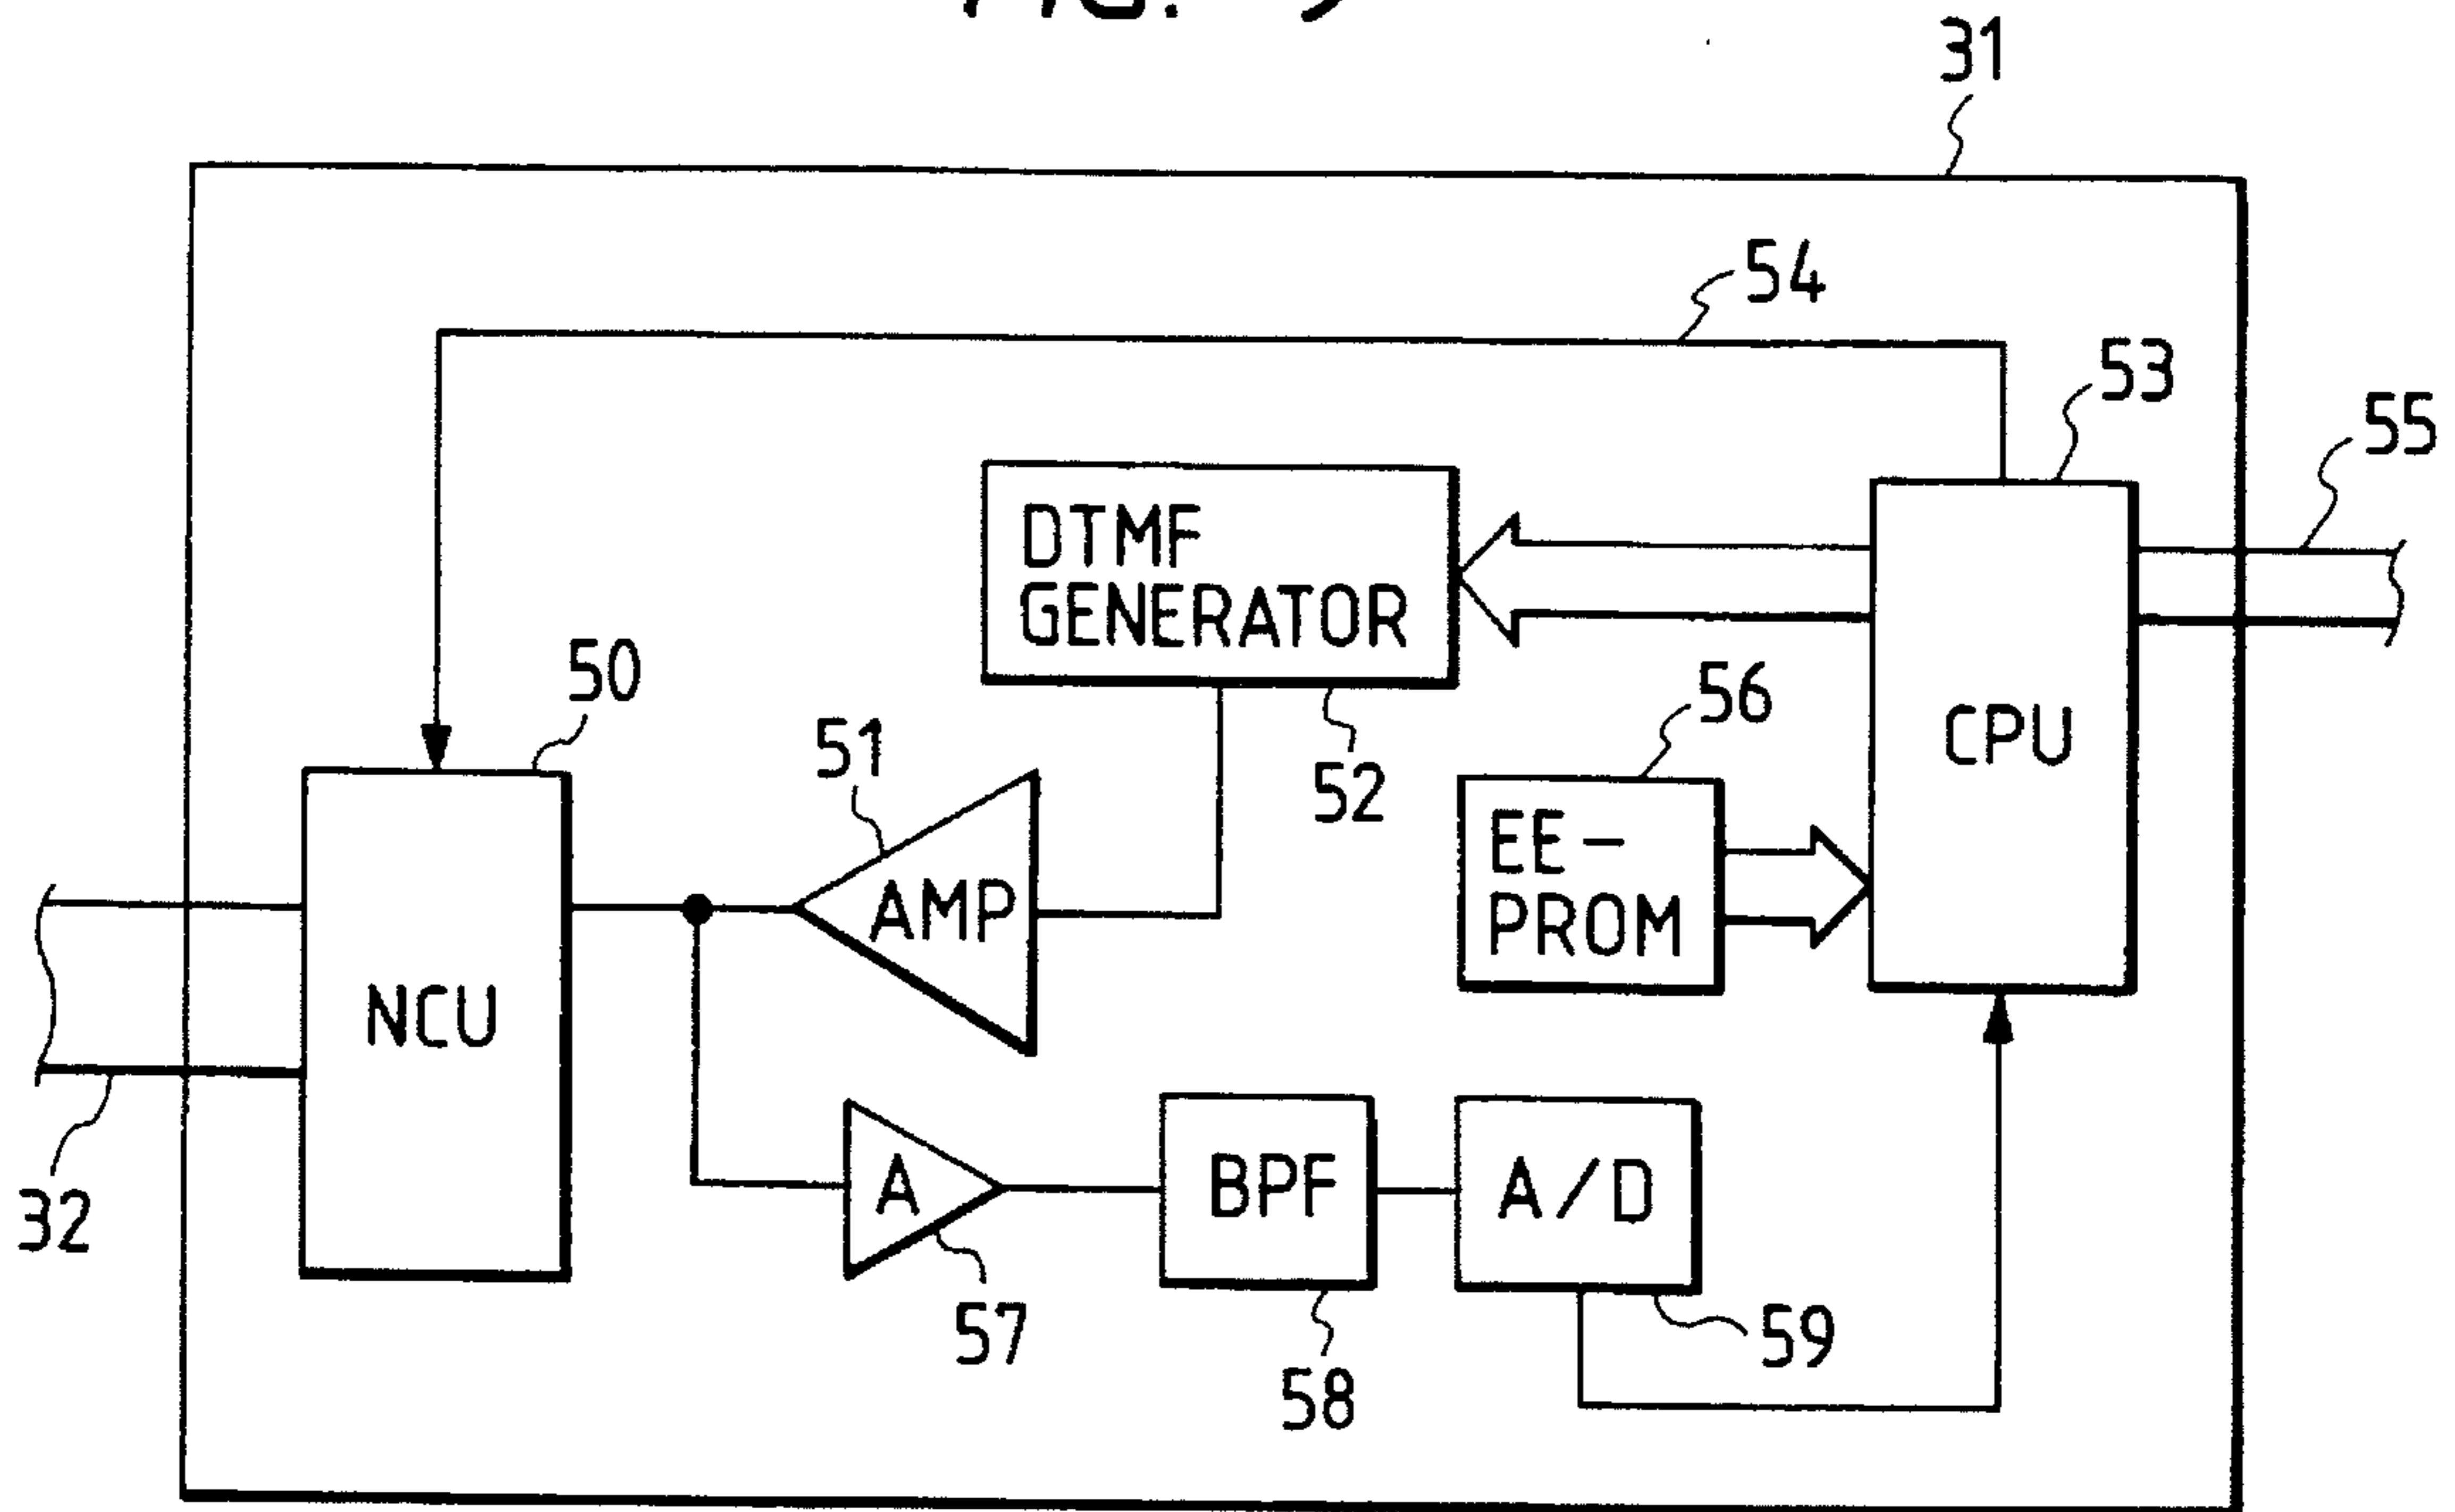 31
54
53
55
DTMF
GENERATOR
50
51
52
56
CPU
EE-
PROM
AMP
NCU
A
BPF
A/D
32
57
58
59